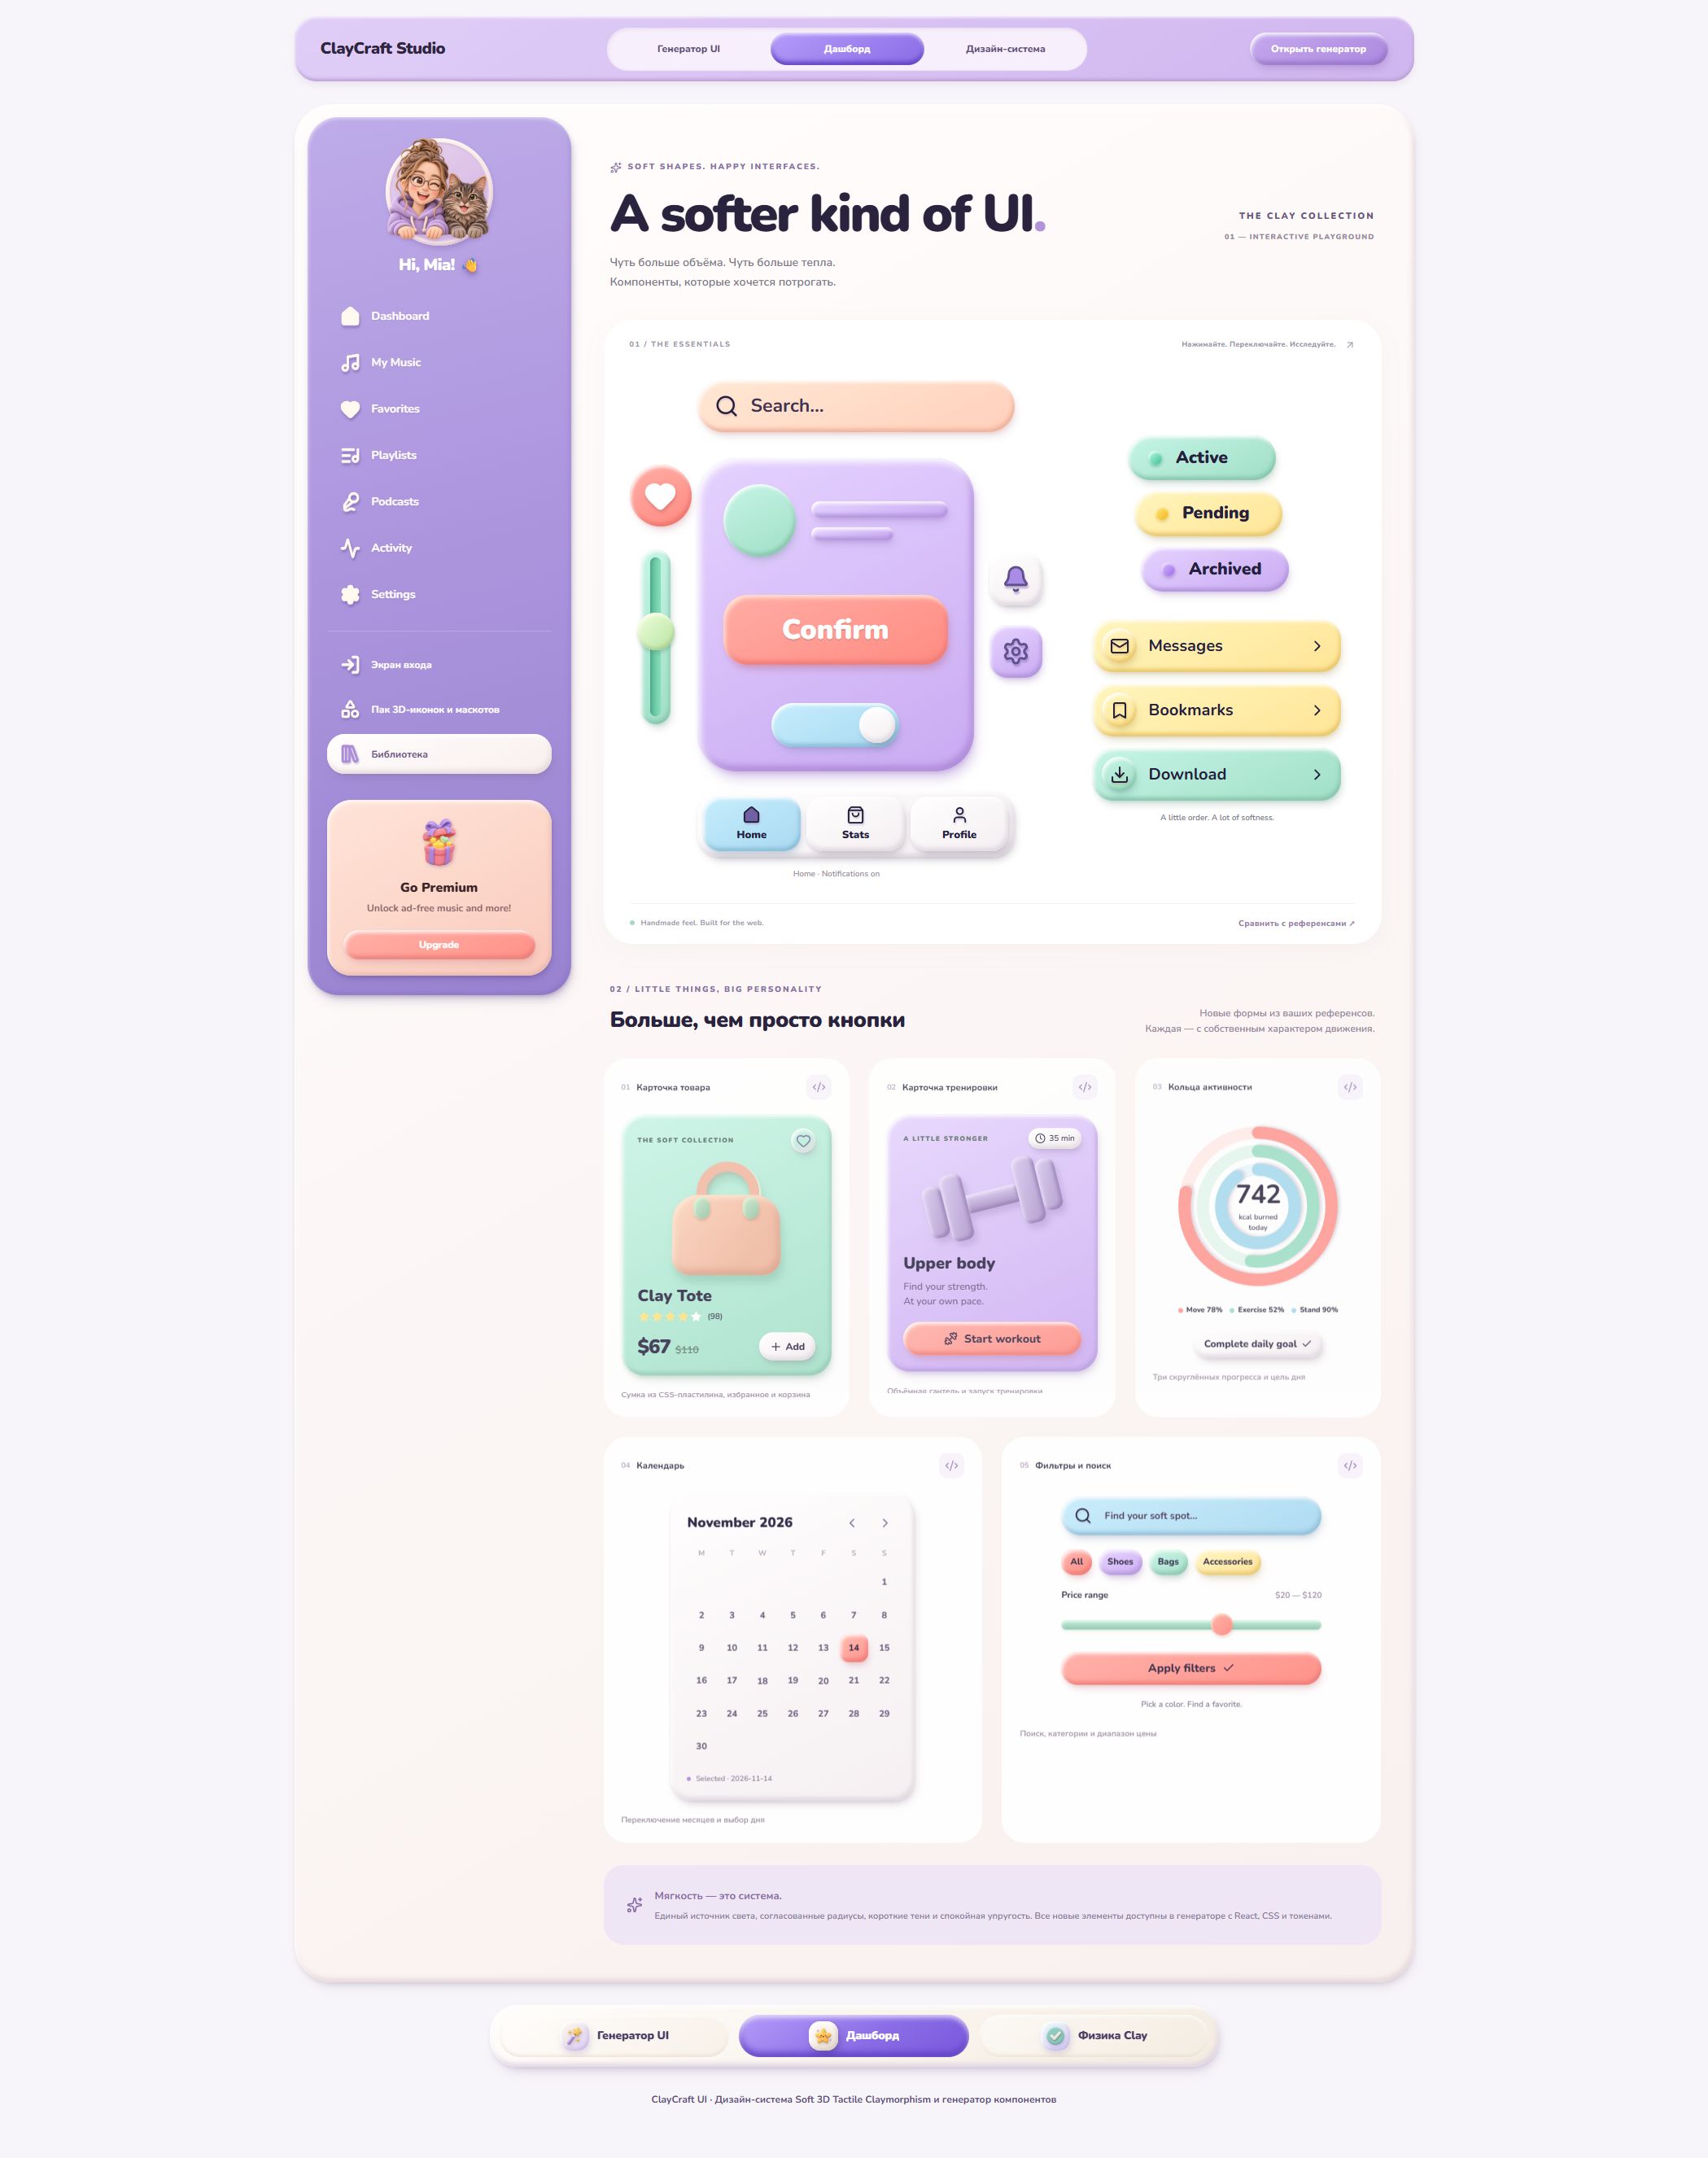 ClayCraft Studio
Генератор UI
Дашборд
Дизайн-система
Открыть генератор
Hi, Mia! 👋
Dashboard
My Music
Favorites
Playlists
Podcasts
Activity
Settings
Экран входа
Пак 3D-иконок и маскотов
Библиотека
Go Premium
Unlock ad-free music and more!
Upgrade
SOFT SHAPES. HAPPY INTERFACES.
A softer kind of UI.
THE CLAY COLLECTION
01 — INTERACTIVE PLAYGROUND
Чуть больше объёма. Чуть больше тепла.
Компоненты, которые хочется потрогать.
01 / THE ESSENTIALS
Нажимайте. Переключайте. Исследуйте.
Search...
Confirm
Home
Stats
Profile
Home · Notifications on
Active
Pending
Archived
Messages
Bookmarks
Download
A little order. A lot of softness.
Handmade feel. Built for the web.
Сравнить с референсами ↗
02 / LITTLE THINGS, BIG PERSONALITY
Больше, чем просто кнопки
Новые формы из ваших референсов.
Каждая — с собственным характером движения.
01 Карточка товара
THE SOFT COLLECTION
Clay Tote
(98)
$67 $110
Add
Сумка из CSS-пластилина, избранное и корзина
02 Карточка тренировки
A LITTLE STRONGER
35 min
Upper body
Find your strength.
At your own pace.
Start workout
Объёмная гантель и запуск тренировки
03 Кольца активности
742
kcal burned
today
Move 78% Exercise 52% Stand 90%
Complete daily goal
Три скруглённых прогресса и цель дня
04 Календарь
November 2026
M T W T F S S
1
2 3 4 5 6 7 8
9 10 11 12 13 14 15
16 17 18 19 20 21 22
23 24 25 26 27 28 29
30
Selected · 2026-11-14
Переключение месяцев и выбор дня
05 Фильтры и поиск
Find your soft spot...
All
Shoes
Bags
Accessories
Price range
$20 — $120
Apply filters
Pick a color. Find a favorite.
Поиск, категории и диапазон цены
Мягкость — это система.
Единый источник света, согласованные радиусы, короткие тени и спокойная упругость. Все новые элементы доступны в генераторе с React, CSS и токенами.
Генератор UI
Дашборд
Физика Clay
ClayCraft UI · Дизайн-система Soft 3D Tactile Claymorphism и генератор компонентов